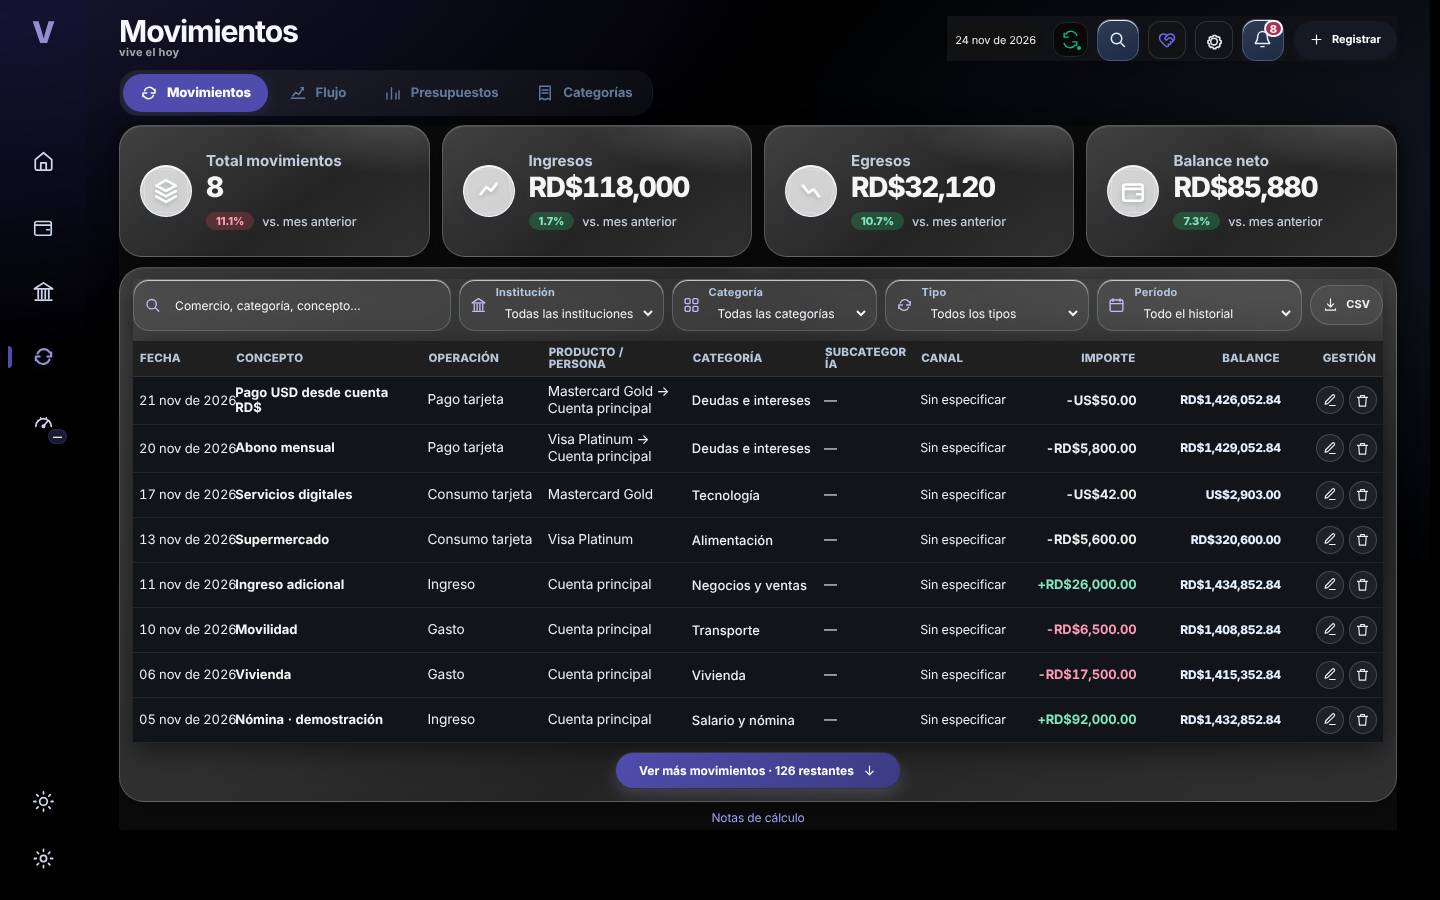 V
Movimientos
vive el hoy
24 nov de 2026
8
Registrar
Movimientos
Flujo
Presupuestos
Categorías
Total movimientos
8
11.1% vs. mes anterior
Ingresos
RD$118,000
1.7% vs. mes anterior
Egresos
RD$32,120
10.7% vs. mes anterior
Balance neto
RD$85,880
7.3% vs. mes anterior
Comercio, categoría, concepto...
Institución
Todas las instituciones
Categoría
Todas las categorías
Tipo
Todos los tipos
Período
Todo el historial
CSV
FECHA CONCEPTO OPERACIÓN PRODUCTO / PERSONA CATEGORÍA SUBCATEGORÍA CANAL IMPORTE BALANCE GESTIÓN
21 nov de 2026 Pago USD desde cuenta RD$ Pago tarjeta Mastercard Gold → Cuenta principal Deudas e intereses — Sin especificar -US$50.00 RD$1,426,052.84
20 nov de 2026 Abono mensual Pago tarjeta Visa Platinum → Cuenta principal Deudas e intereses — Sin especificar -RD$5,800.00 RD$1,429,052.84
17 nov de 2026 Servicios digitales Consumo tarjeta Mastercard Gold Tecnología — Sin especificar -US$42.00 US$2,903.00
13 nov de 2026 Supermercado Consumo tarjeta Visa Platinum Alimentación — Sin especificar -RD$5,600.00 RD$320,600.00
11 nov de 2026 Ingreso adicional Ingreso Cuenta principal Negocios y ventas — Sin especificar +RD$26,000.00 RD$1,434,852.84
10 nov de 2026 Movilidad Gasto Cuenta principal Transporte — Sin especificar -RD$6,500.00 RD$1,408,852.84
06 nov de 2026 Vivienda Gasto Cuenta principal Vivienda — Sin especificar -RD$17,500.00 RD$1,415,352.84
05 nov de 2026 Nómina · demostración Ingreso Cuenta principal Salario y nómina — Sin especificar +RD$92,000.00 RD$1,432,852.84
Ver más movimientos · 126 restantes ↓
Notas de cálculo